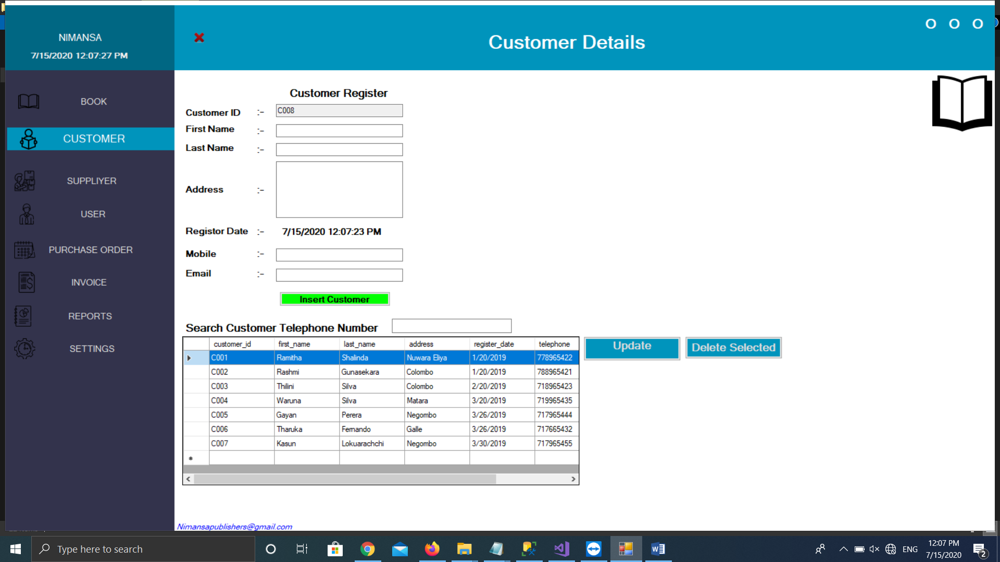 NIMANSA
7/15/2020 12:07:27 PM
Customer Details
O O O
BOOK
CUSTOMER
SUPPLIYER
USER
PURCHASE ORDER
INVOICE
REPORTS
SETTINGS
Customer Register
Customer ID :- C008
First Name :-
Last Name :-
Address :-
Registor Date :- 7/15/2020 12:07:23 PM
Mobile :-
Email :-
Insert Customer
Search Customer Telephone Number
customer_id first_name last_name address register_date telephone
C001 Ramitha Shalinda Nuwara Eliya 1/20/2019 778965422
C002 Rashmi Gunasekara Colombo 1/20/2019 788965421
C003 Thilini Silva Colombo 2/20/2019 718965423
C004 Waruna Silva Matara 3/20/2019 719965435
C005 Gayan Perera Negombo 3/26/2019 717965444
C006 Tharuka Fernando Galle 3/26/2019 717665432
C007 Kasun Lokuarachchi Negombo 3/30/2019 717965455
Update
Delete Selected
Nimansapublishers@gmail.com
Type here to search
ENG
12:07 PM
7/15/2020
2